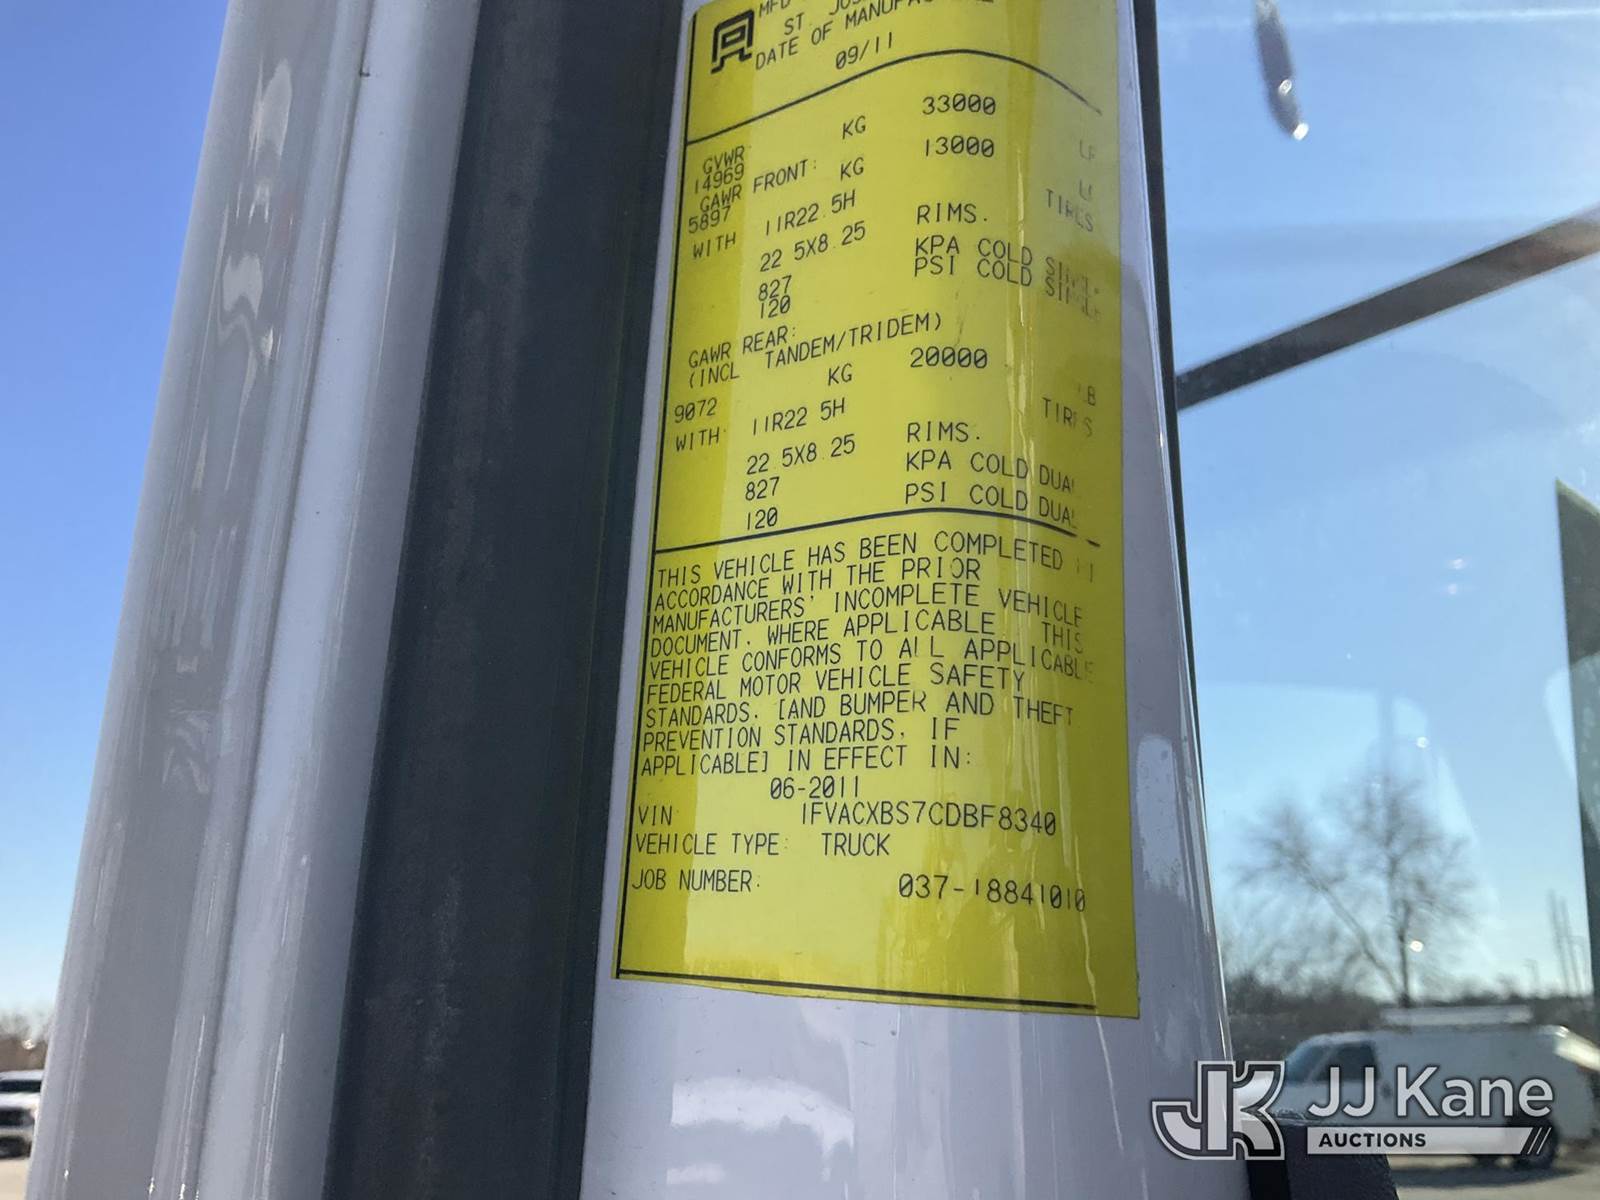 MFD
ST.
DATE OF
09/11
GVWR
14969 KG 33000
GAWR FRONT:
5897 KG 13000
WITH 11R22.5H TIRES
22.5X8.25 RIMS.
827 KPA COLD SINGLE
120 PSI COLD SINGLE
GAWR REAR:
(INCL TANDEM/TRIDEM)
9072 KG 20000 LB
WITH: 11R22.5H TIRES
22.5X8.25 RIMS.
827 KPA COLD DUAL
120 PSI COLD DUAL
THIS VEHICLE HAS BEEN COMPLETED
ACCORDANCE WITH THE PRIOR
MANUFACTURERS' INCOMPLETE VEHICLE
DOCUMENT. WHERE APPLICABLE THIS
VEHICLE CONFORMS TO ALL APPLICABLE
FEDERAL MOTOR VEHICLE SAFETY
STANDARDS, [AND BUMPER AND THEFT
PREVENTION STANDARDS, IF
APPLICABLE] IN EFFECT IN:
06-2011
VIN: 1FVACXBS7CDBF8340
VEHICLE TYPE: TRUCK
JOB NUMBER: 037-18841010
JK JJ Kane
AUCTIONS